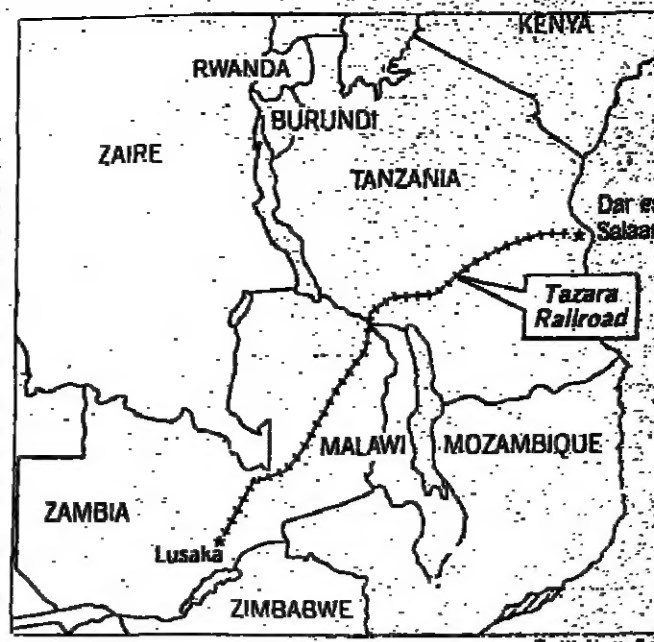 KENYA
RWANDA
BURUNDI
ZAIRE
TANZANIA
Dar es
Salaam
Tazara
Railroad
MALAWI
MOZAMBIQUE
ZAMBIA
Lusaka
ZIMBABWE